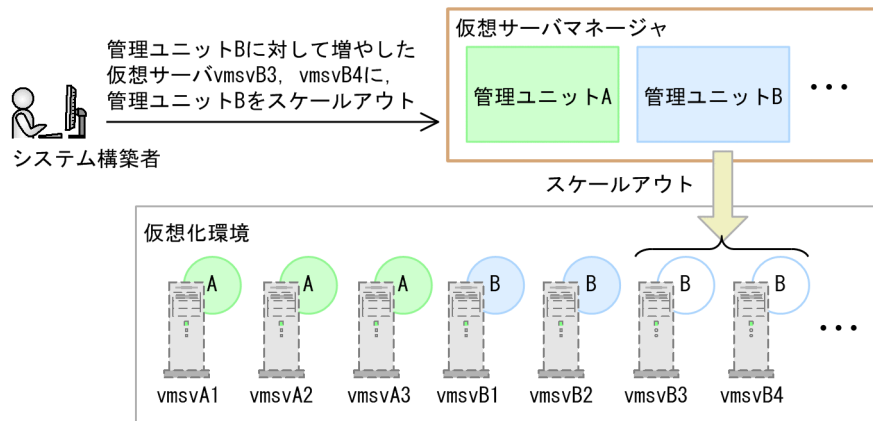 管理ユニットBに対して増やした
仮想サーバvmsvB3，vmsvB4に，
管理ユニットBをスケールアウト
システム構築者
仮想サーバマネージャ
管理ユニットA
管理ユニットB
…
スケールアウト
仮想化環境
A
A
A
B
B
B
B
…
vmsvA1
vmsvA2
vmsvA3
vmsvB1
vmsvB2
vmsvB3
vmsvB4